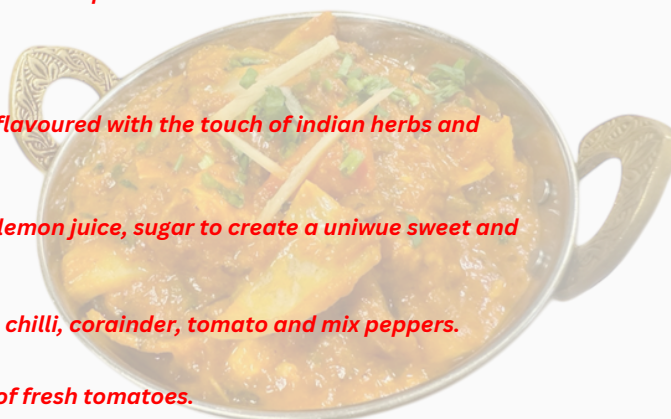 flavoured with the touch of indian herbs and
lemon juice, sugar to create a uniwue sweet and
chilli, corainder, tomato and mix peppers.
of fresh tomatoes.